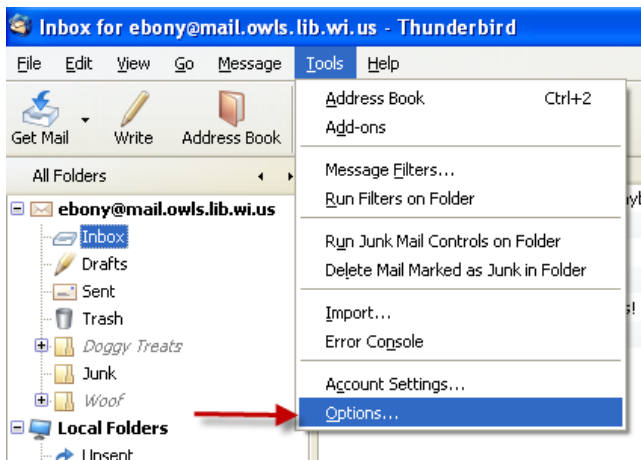 Inbox for ebony@mail.owls.lib.wi.us - Thunderbird
File Edit View Go Message Tools Help
Get Mail Write Address Book
All Folders
ebony@mail.owls.lib.wi.us
Inbox
Drafts
Sent
Trash
Doggy Treats
Junk
Woof
Local Folders
Unsent
Address Book Ctrl+2
Add-ons
Message Filters...
Run Filters on Folder
Run Junk Mail Controls on Folder
Delete Mail Marked as Junk in Folder
Import...
Error Console
Account Settings...
Options...